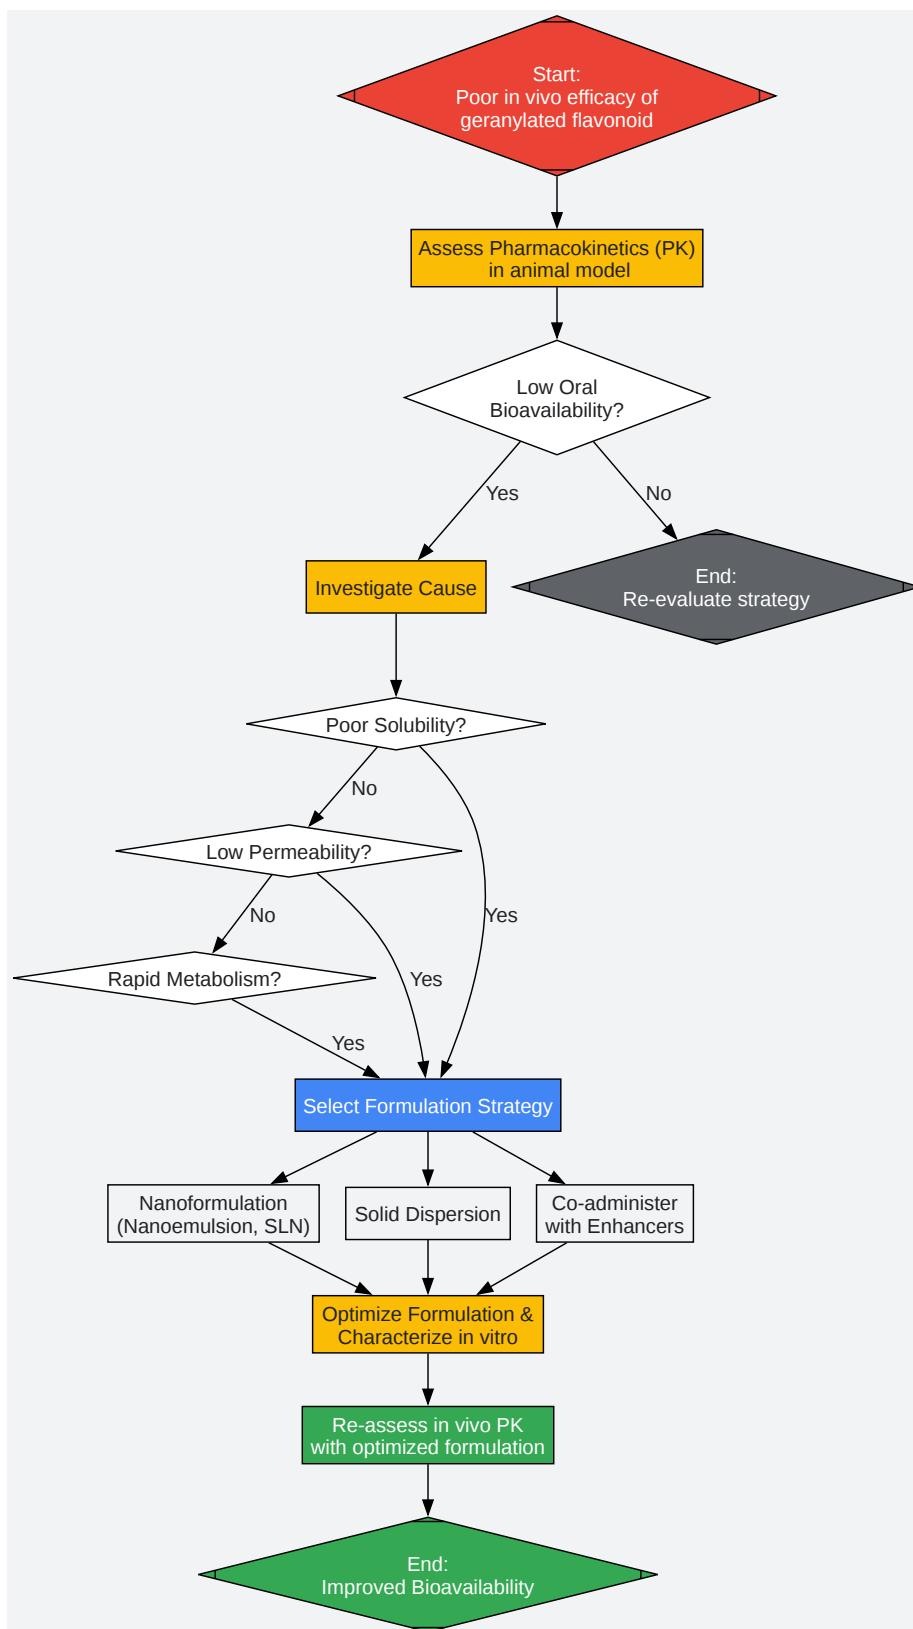 Start:
Poor in vivo efficacy of
geranylated flavonoid
Assess Pharmacokinetics (PK)
in animal model
Low Oral
Bioavailability?
Yes
No
Investigate Cause
End:
Re-evaluate strategy
Poor Solubility?
No
Low Permeability?
No
Yes
Rapid Metabolism?
Yes
Yes
Select Formulation Strategy
Nanoformulation
(Nanoemulsion, SLN)
Solid Dispersion
Co-administer
with Enhancers
Optimize Formulation &
Characterize in vitro
Re-assess in vivo PK
with optimized formulation
End:
Improved Bioavailability